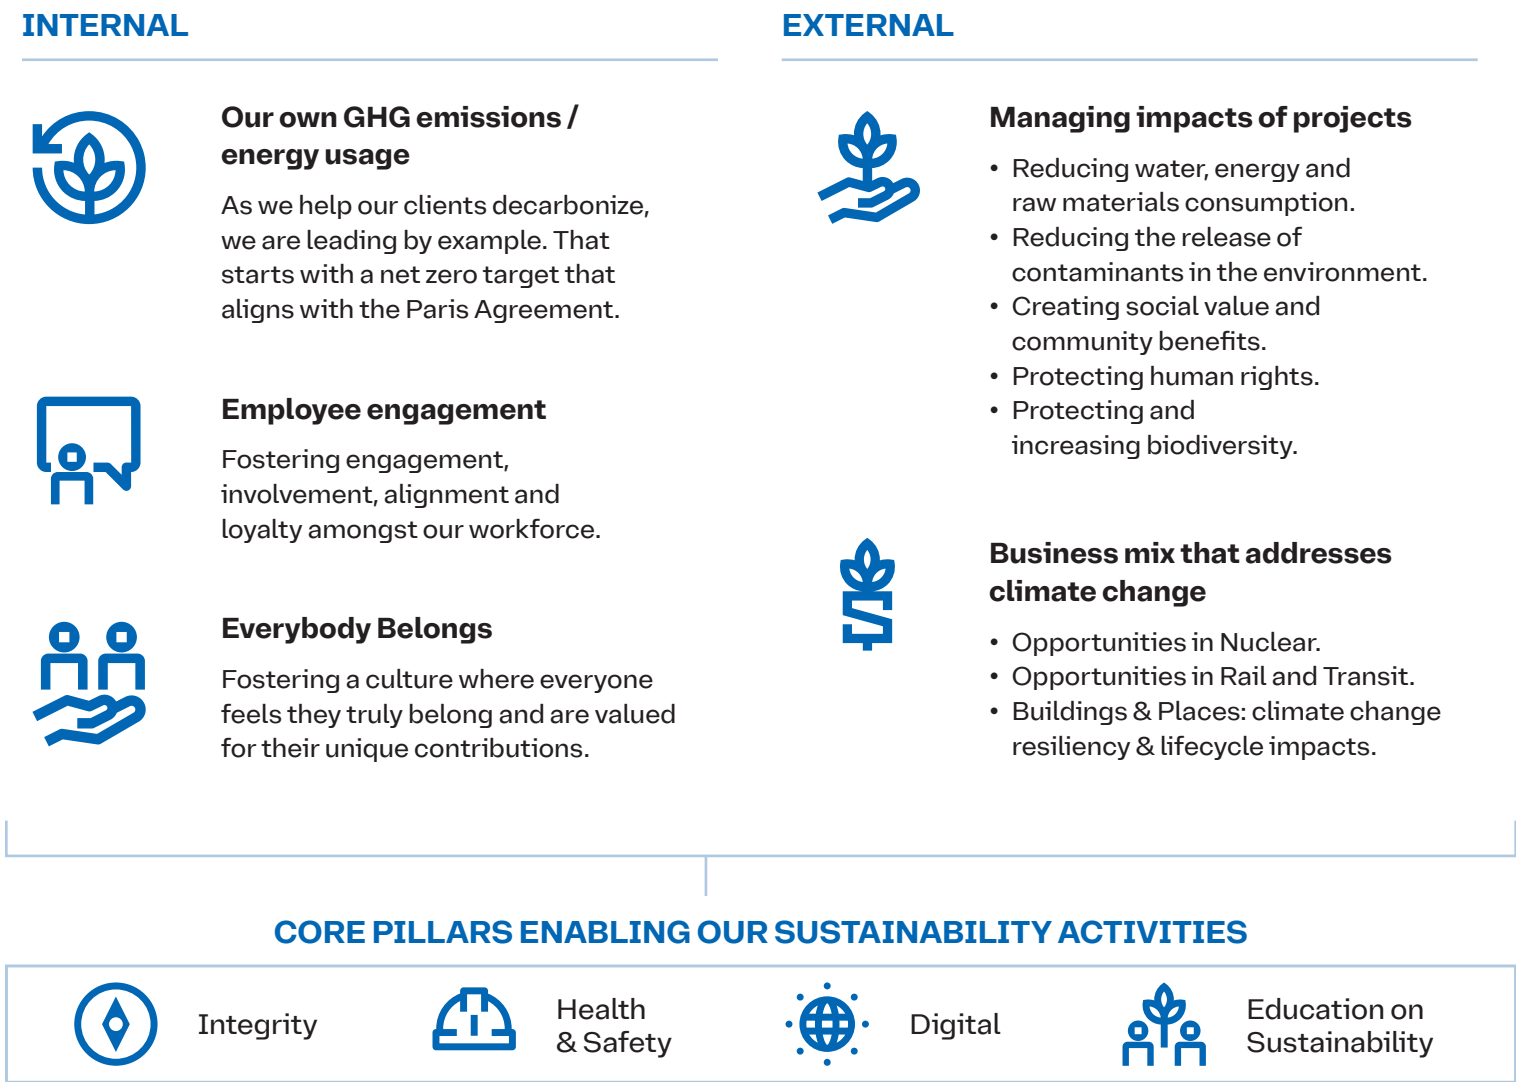 INTERNAL
Our own GHG emissions /
energy usage
As we help our clients decarbonize,
we are leading by example. That
starts with a net zero target that
aligns with the Paris Agreement.
Employee engagement
Fostering engagement,
involvement, alignment and
loyalty amongst our workforce.
Everybody Belongs
Fostering a culture where everyone
feels they truly belong and are valued
for their unique contributions.
EXTERNAL
Managing impacts of projects
• Reducing water, energy and
raw materials consumption.
• Reducing the release of
contaminants in the environment.
• Creating social value and
community benefits.
• Protecting human rights.
• Protecting and
increasing biodiversity.
Business mix that addresses
climate change
• Opportunities in Nuclear.
• Opportunities in Rail and Transit.
• Buildings & Places: climate change
resiliency & lifecycle impacts.
CORE PILLARS ENABLING OUR SUSTAINABILITY ACTIVITIES
Integrity
Health
& Safety
Digital
Education on
Sustainability